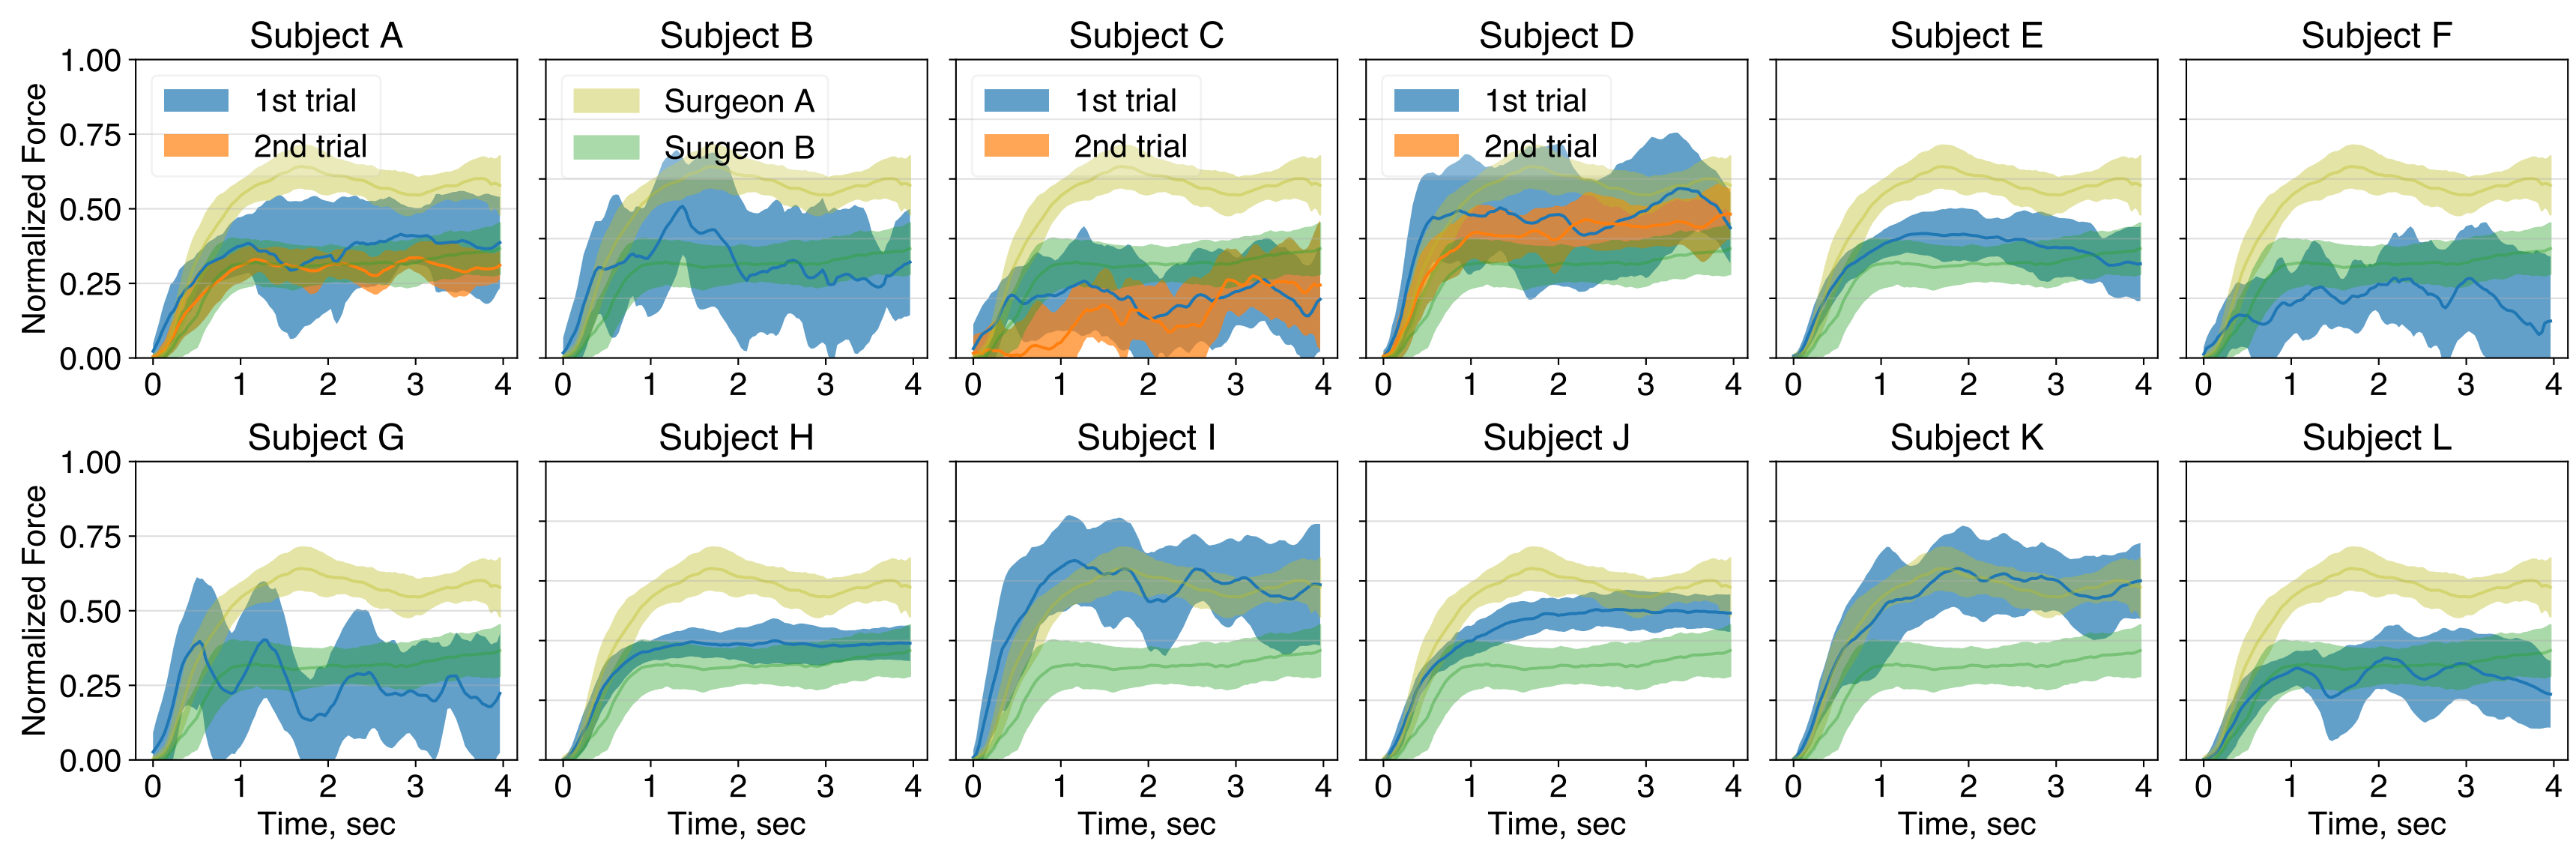 Subject A
Subject B
Subject C
Subject D
Subject E
Subject F
Normalized Force
1.00
0.75
0.50
0.25
0.00
1st trial
2nd trial
Surgeon A
Surgeon B
1st trial
2nd trial
1st trial
2nd trial
0 1 2 3 4
0 1 2 3 4
0 1 2 3 4
0 1 2 3 4
0 1 2 3 4
0 1 2 3 4
Subject G
Subject H
Subject I
Subject J
Subject K
Subject L
Normalized Force
1.00
0.75
0.50
0.25
0.00
0 1 2 3 4
0 1 2 3 4
0 1 2 3 4
0 1 2 3 4
0 1 2 3 4
0 1 2 3 4
Time, sec
Time, sec
Time, sec
Time, sec
Time, sec
Time, sec